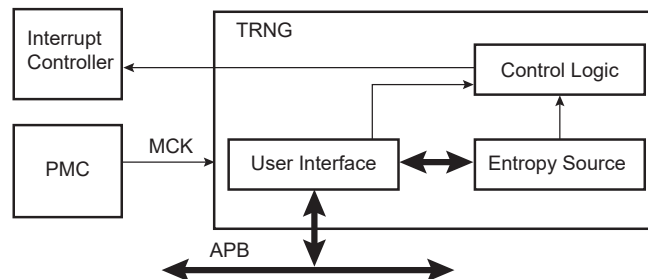 TRNG
Interrupt
Controller
Control Logic
MCK
PMC
User Interface
Entropy Source
APB